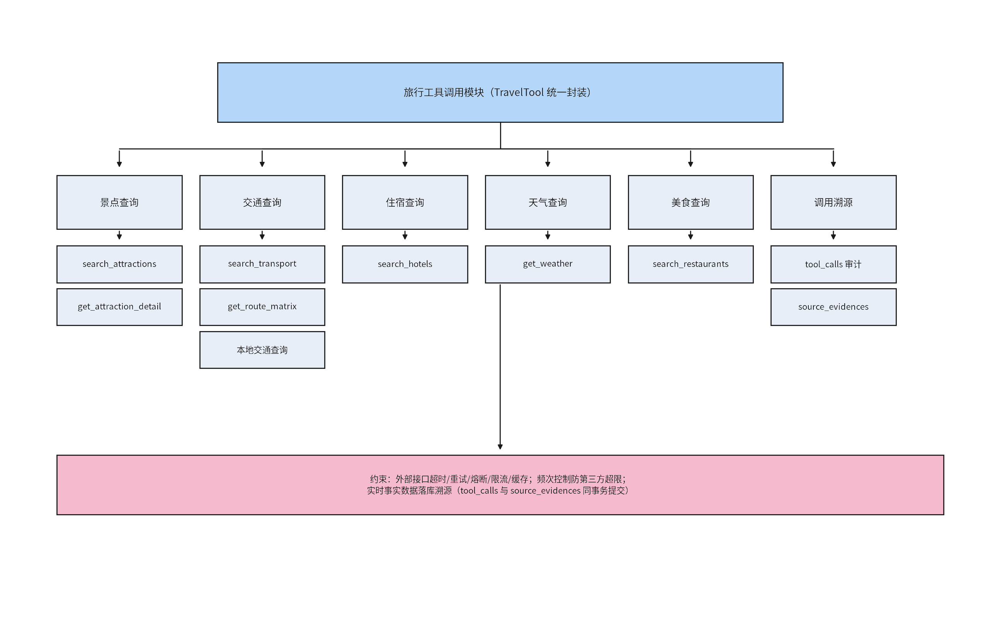 旅行工具调用模块（TravelTool 统一封装）
景点查询
交通查询
住宿查询
天气查询
美食查询
调用溯源
search_attractions
search_transport
search_hotels
get_weather
search_restaurants
tool_calls 审计
get_attraction_detail
get_route_matrix
source_evidences
本地交通查询
约束：外部接口超时/重试/熔断/限流/缓存；频次控制防第三方超限；
实时事实数据落库溯源（tool_calls 与 source_evidences 同事务提交）